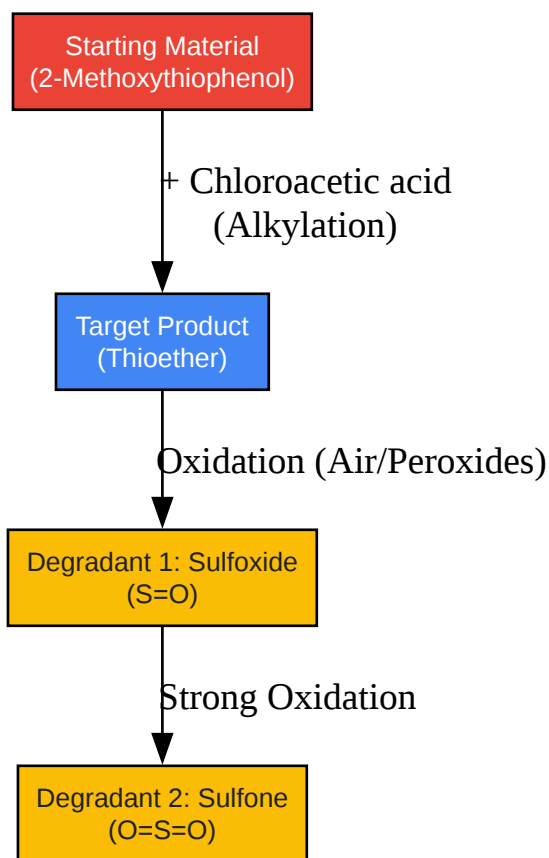 Starting Material
(2-Methoxythiophenol)
+ Chloroacetic acid
(Alkylation)
Target Product
(Thioether)
Oxidation (Air/Peroxides)
Degradant 1: Sulfoxide
(S=O)
Strong Oxidation
Degradant 2: Sulfone
(O=S=O)